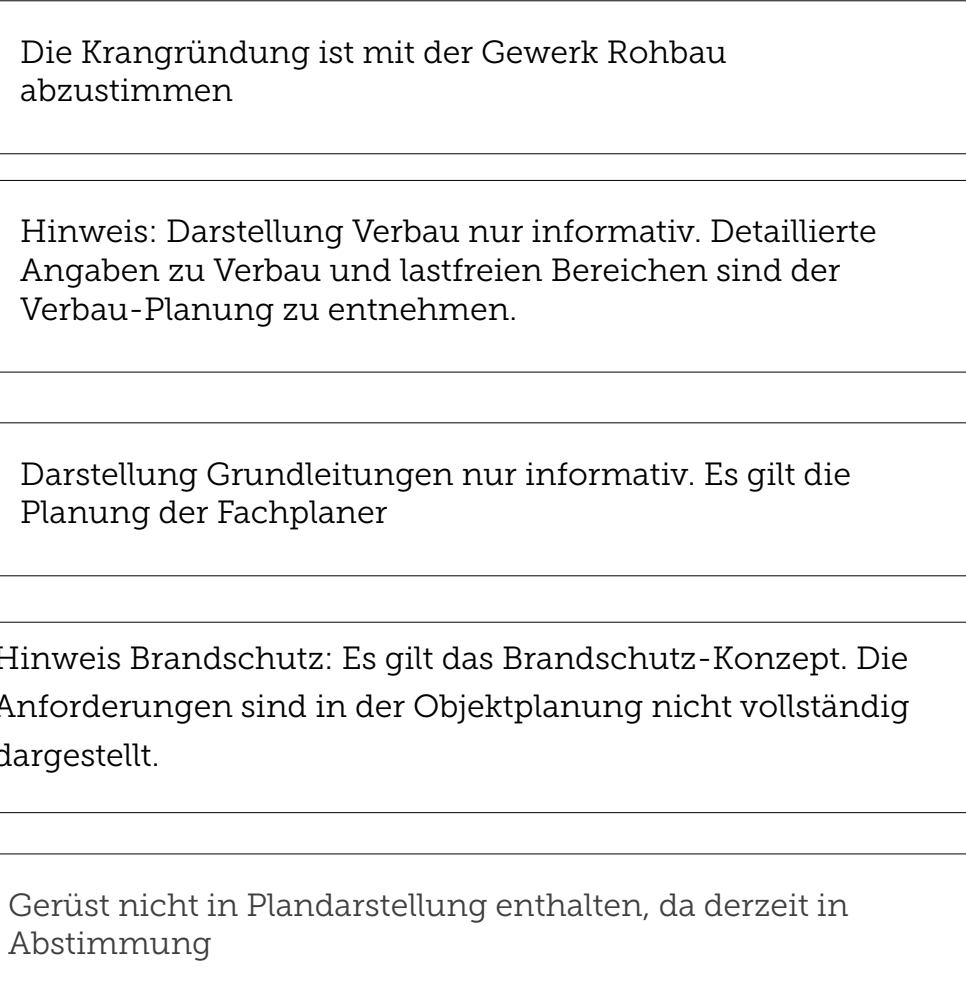 Die Krangründung ist mit der Gewerk Rohbau
abzustimmen
Hinweis: Darstellung Verbau nur informativ. Detaillierte
Angaben zu Verbau und lastfreien Bereichen sind der
Verbau-Planung zu entnehmen.
Darstellung Grundleitungen nur informativ. Es gilt die
Planung der Fachplaner
Hinweis Brandschutz: Es gilt das Brandschutz-Konzept. Die
Anforderungen sind in der Objektplanung nicht vollständig
dargestellt.
Gerüst nicht in Plandarstellung enthalten, da derzeit in
Abstimmung